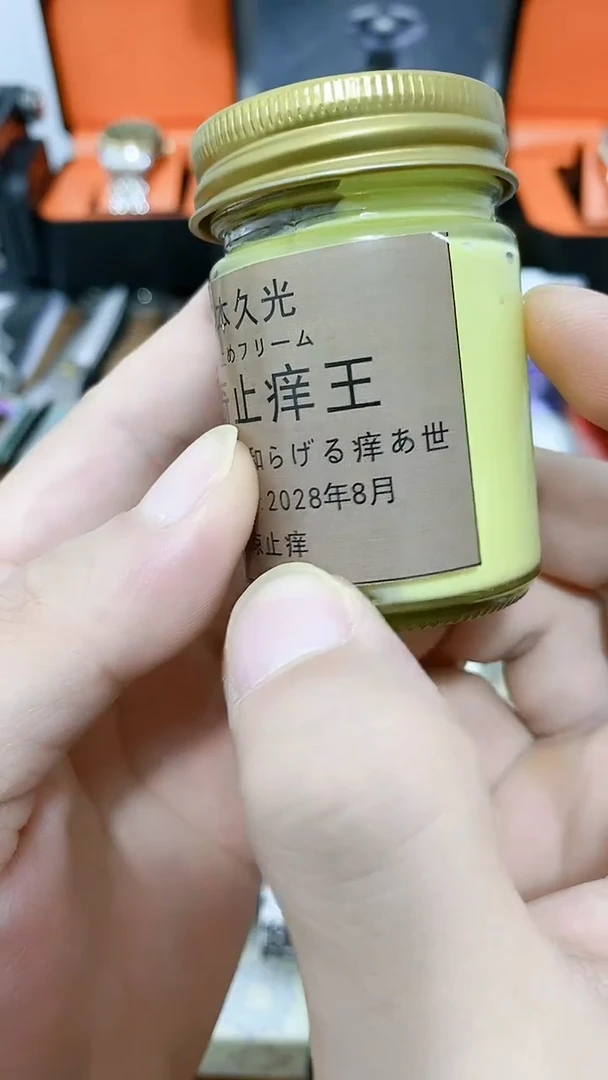 本久光
めフリーム
止痒王
和らげる痒あ世
: 2028年8月
止痒